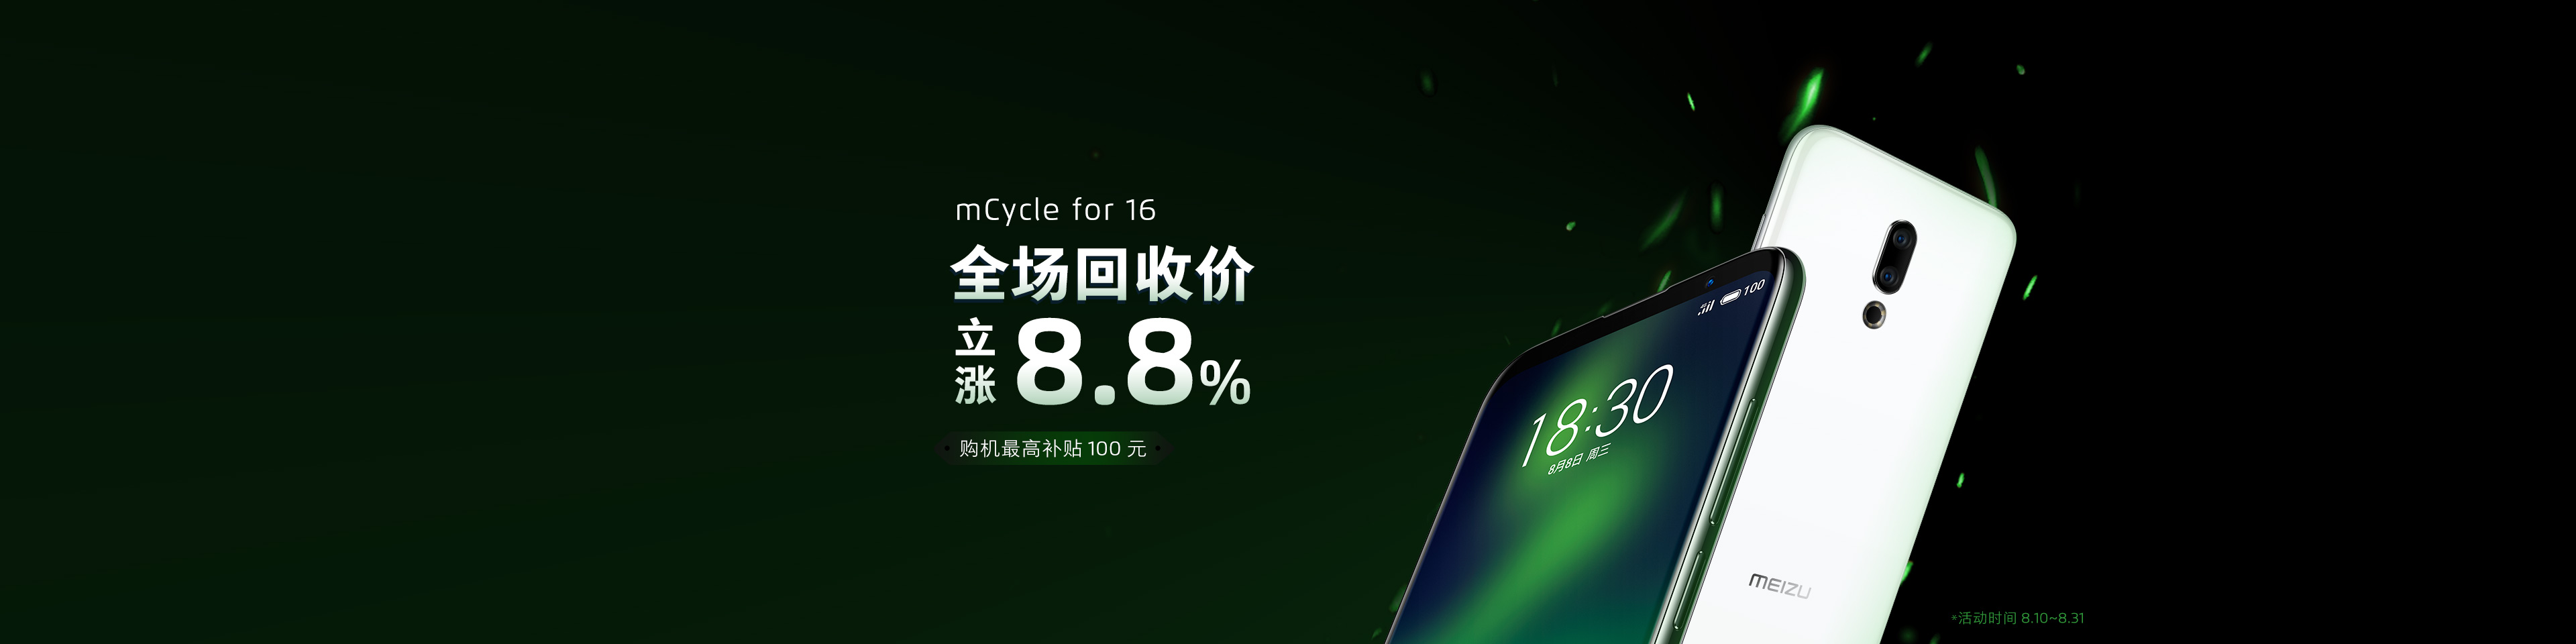 mCycle for 16
全场回收价
立涨 8.8%
购机最高补贴 100 元
100
18:30
8月8日 周三
MEIZU
*活动时间 8.10~8.31